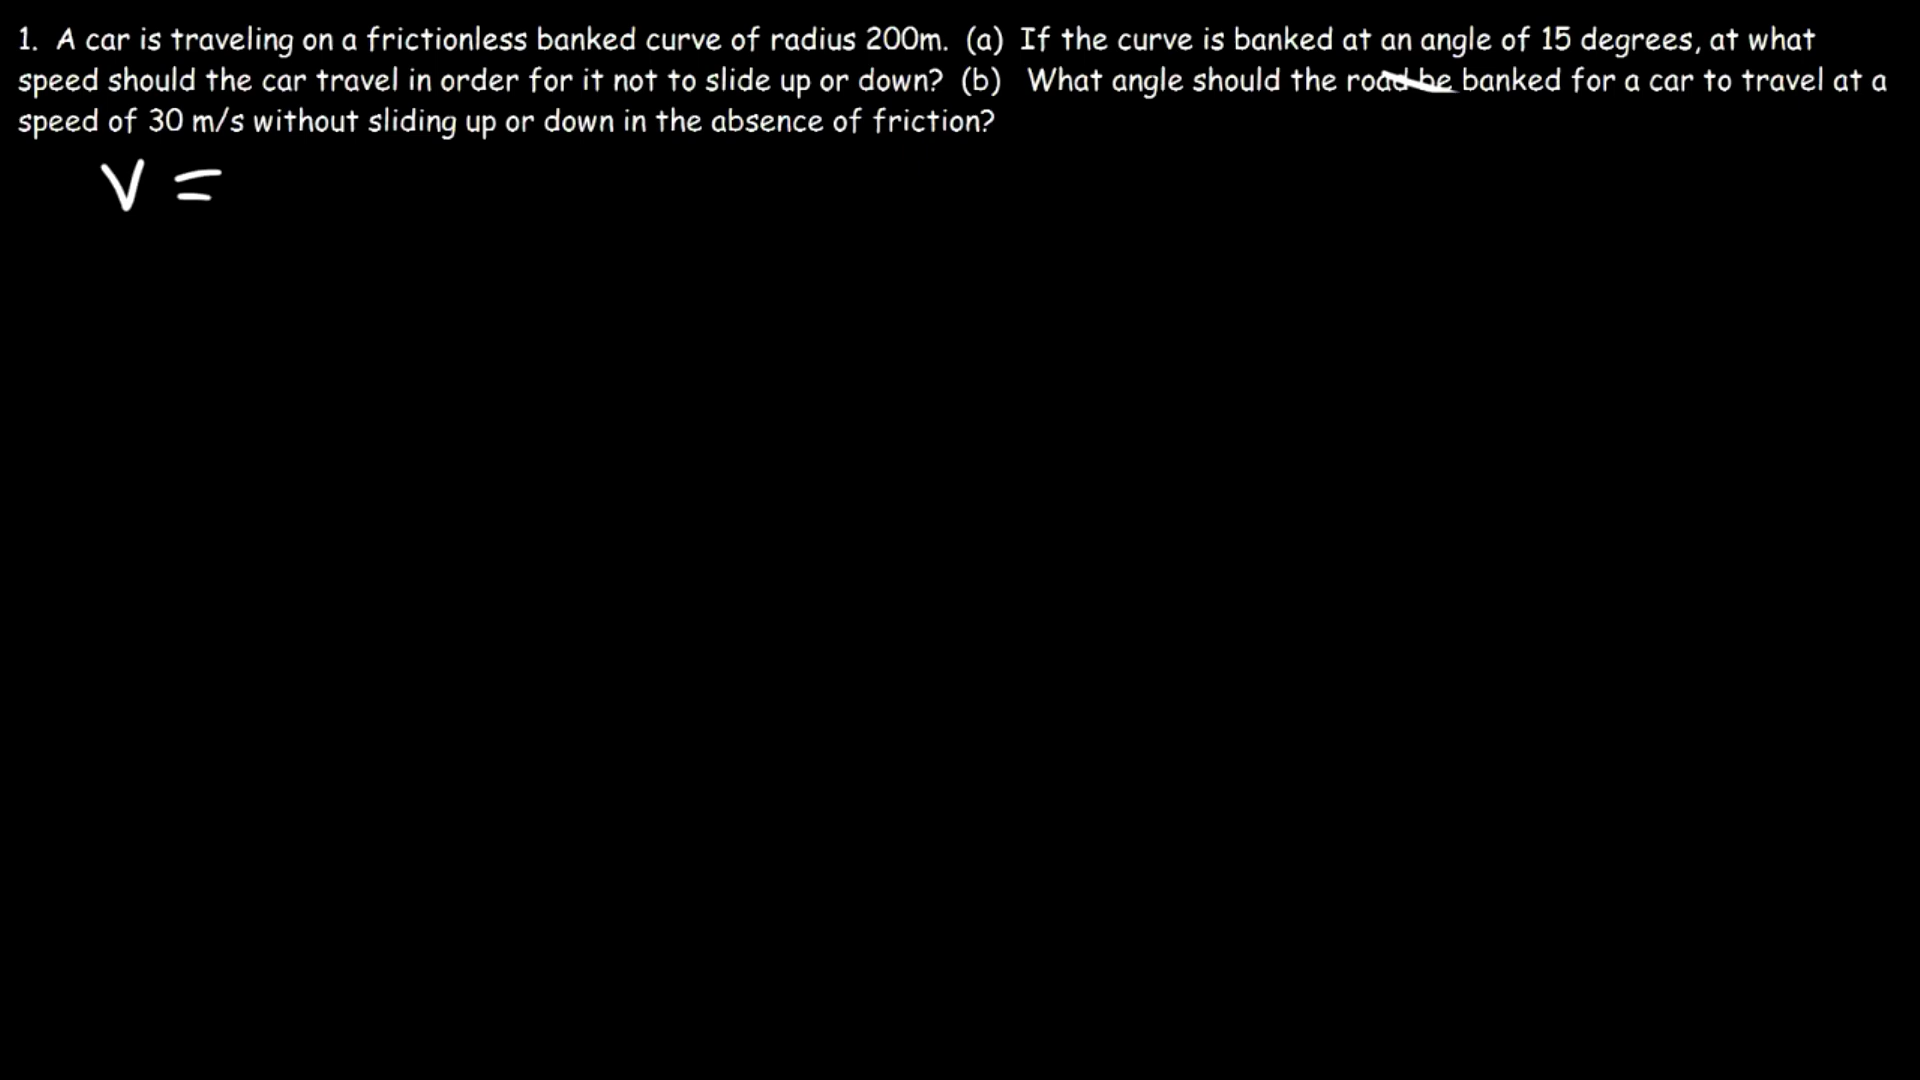 1. A car is traveling on a frictionless banked curve of radius 200m. (a) If the curve is banked at an angle of 15 degrees, at what
speed should the car travel in order for it not to slide up or down? (b) What angle should the road be banked for a car to travel at a
speed of 30 m/s without sliding up or down in the absence of friction?
V =